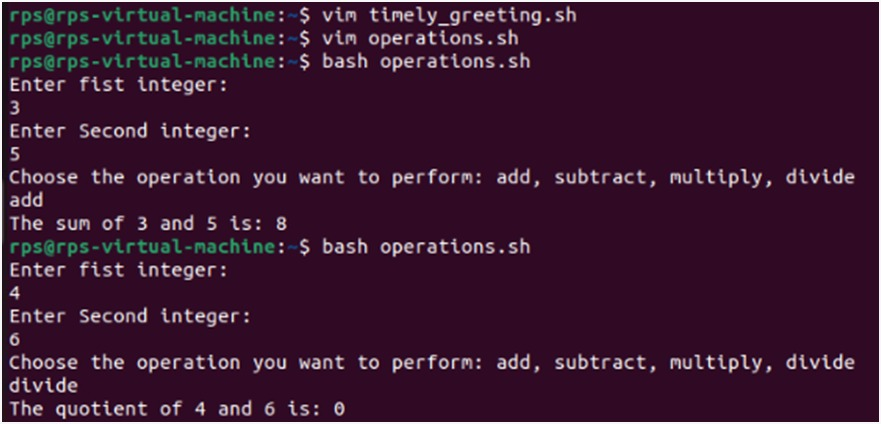 rps@rps-virtual-machine:~$ vim timely_greeting.sh
rps@rps-virtual-machine:~$ vim operations.sh
rps@rps-virtual-machine:~$ bash operations.sh
Enter fist integer:
3
Enter Second integer:
5
Choose the operation you want to perform: add, subtract, multiply, divide
add
The sum of 3 and 5 is: 8
rps@rps-virtual-machine:~$ bash operations.sh
Enter fist integer:
4
Enter Second integer:
6
Choose the operation you want to perform: add, subtract, multiply, divide
divide
The quotient of 4 and 6 is: 0